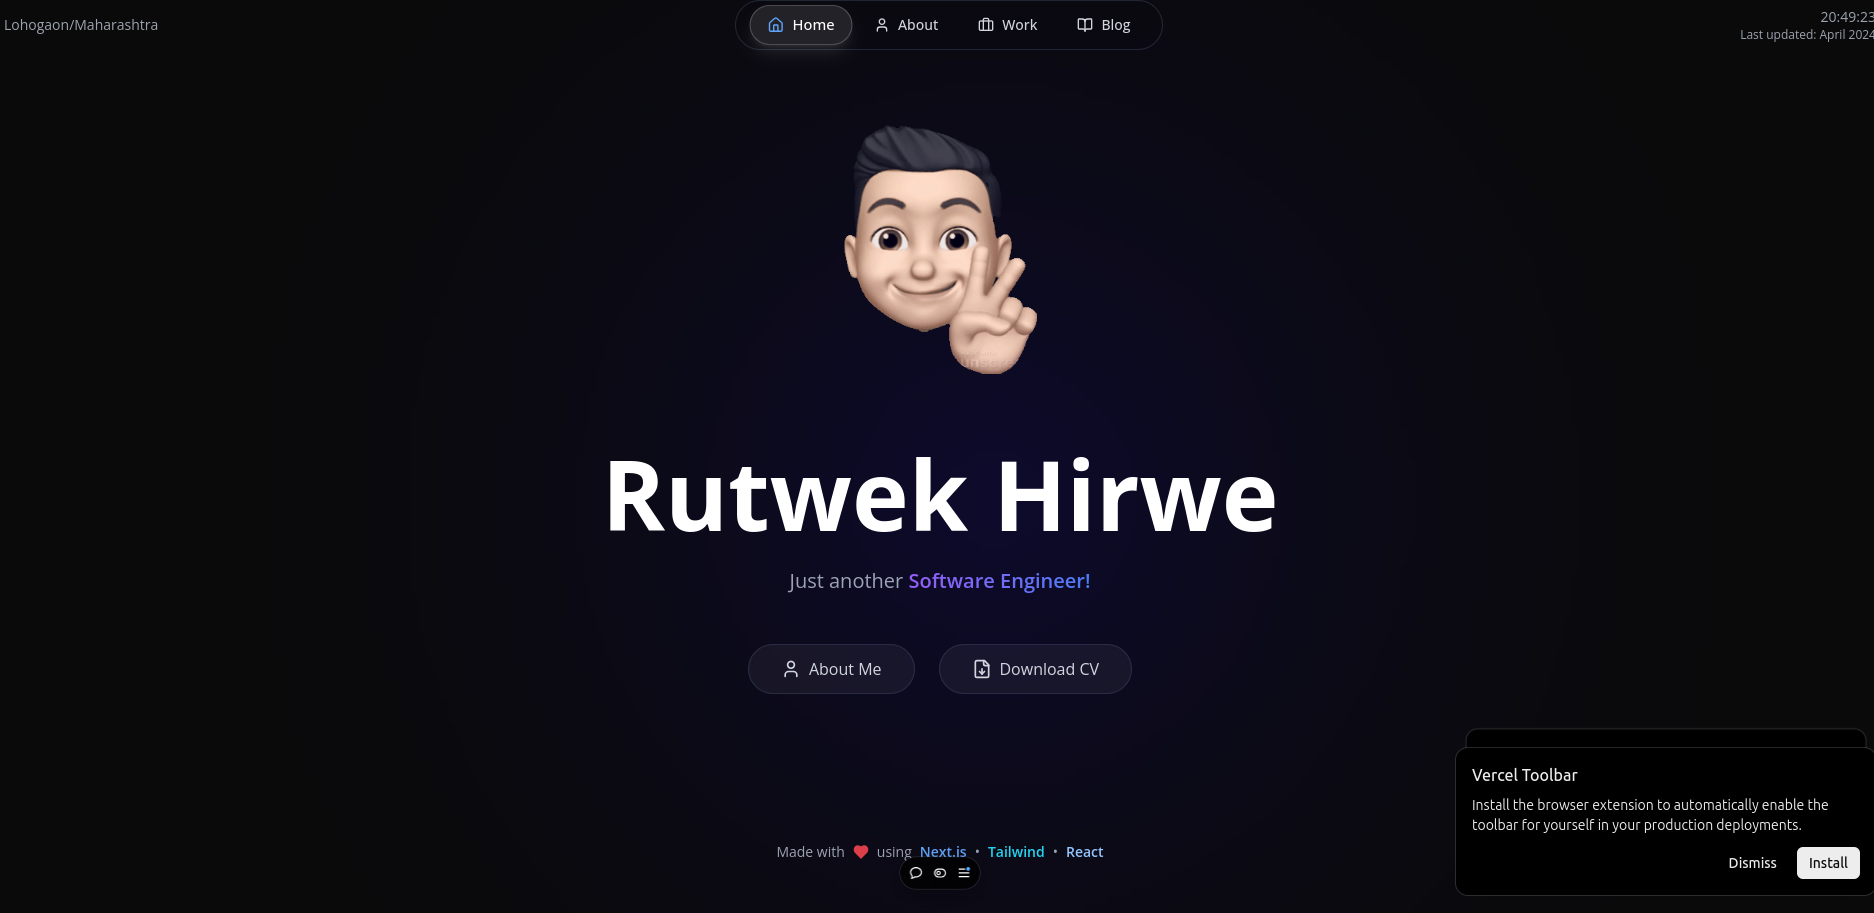 Lohogaon/Maharashtra
Home
About
Work
Blog
20:49:23
Last updated: April 2024
Rutwek Hirwe
Just another Software Engineer!
About Me
Download CV
Vercel Toolbar
Install the browser extension to automatically enable the
toolbar for yourself in your production deployments.
Dismiss
Install
Made with ❤ using Next.js • Tailwind • React